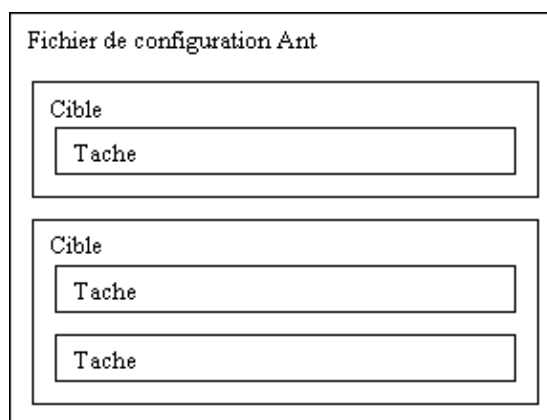 Fichier de configuration Ant
Cible
Tache
Cible
Tache
Tache